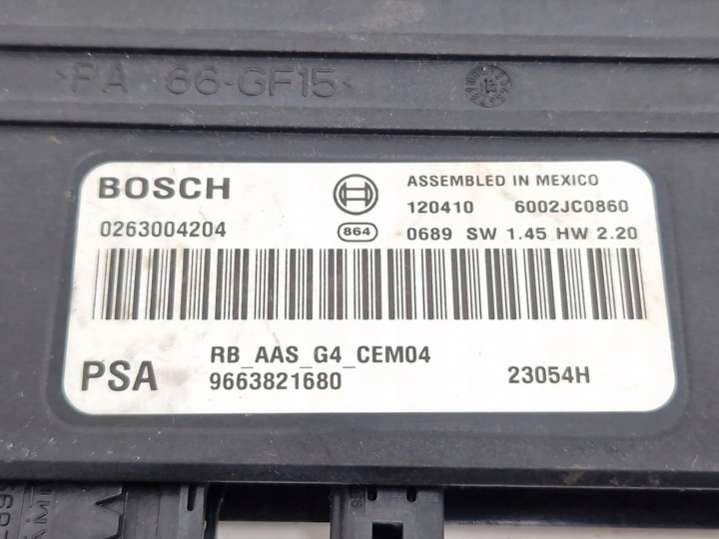 >PA 66-GF15<
BOSCH
ASSEMBLED IN MEXICO
120410 6002JC0860
0263004204
864
0689 SW 1.45 HW 2.20
PSA
RB_AAS_G4_CEM04
9663821680
23054H